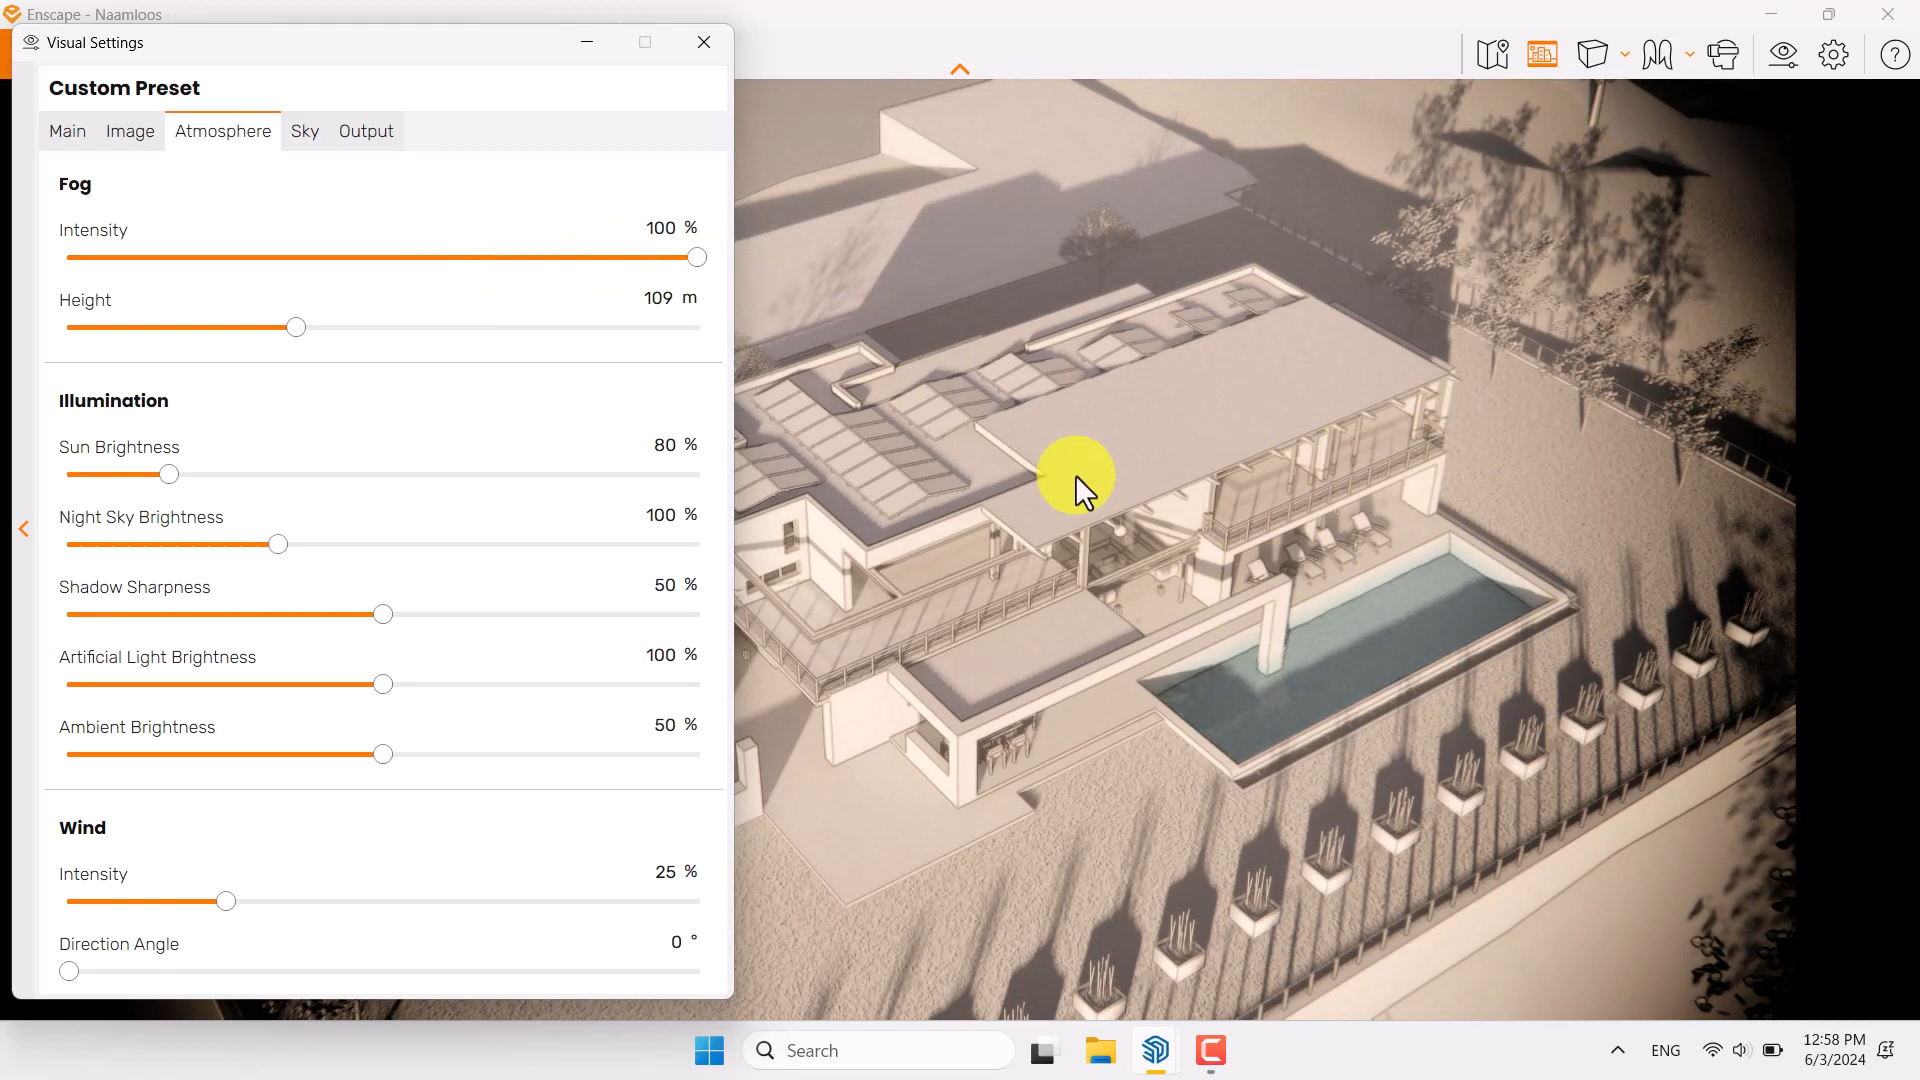 Enscape - Naamloos
Visual Settings
Custom Preset
Main Image Atmosphere Sky Output
Fog
Intensity 100 %
Height 109 m
Illumination
Sun Brightness 80 %
Night Sky Brightness 100 %
Shadow Sharpness 50 %
Artificial Light Brightness 100 %
Ambient Brightness 50 %
Wind
Intensity 25 %
Direction Angle 0 °
Search
ENG
12:58 PM
6/3/2024